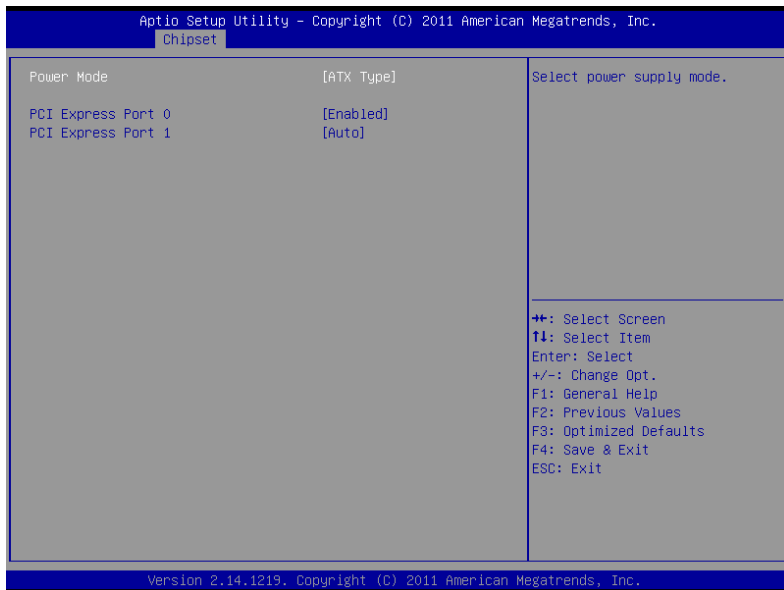 Aptio Setup Utility – Copyright (C) 2011 American Megatrends, Inc.
Chipset
Power Mode [ATX Type]
PCI Express Port 0 [Enabled]
PCI Express Port 1 [Auto]
Select power supply mode.
→←: Select Screen
↑↓: Select Item
Enter: Select
+/-: Change Opt.
F1: General Help
F2: Previous Values
F3: Optimized Defaults
F4: Save & Exit
ESC: Exit
Version 2.14.1219. Copyright (C) 2011 American Megatrends, Inc.